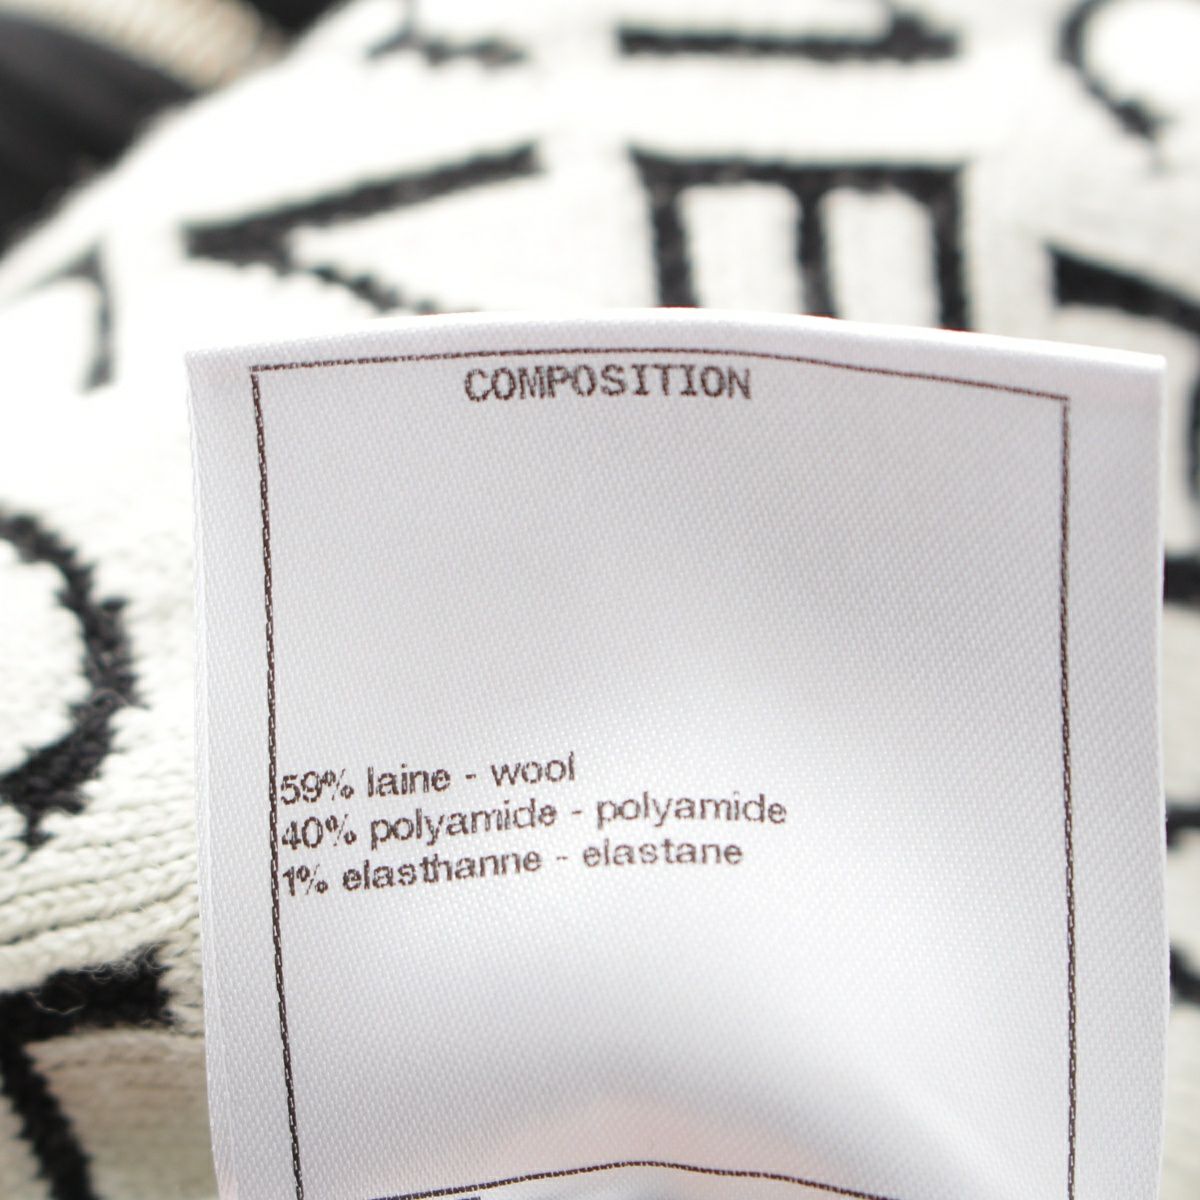 COMPOSITION
59% laine - wool
40% polyamide - polyamide
1% elasthanne - elastane